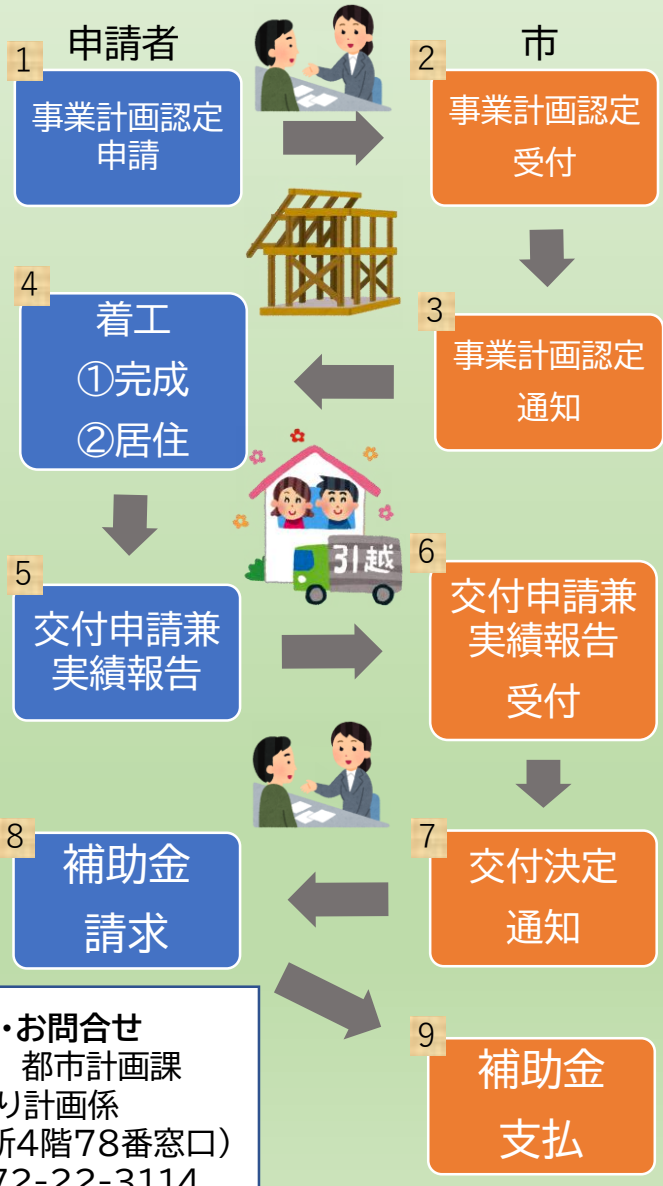 申請者
市
1
事業計画認定
申請
2
事業計画認定
受付
3
事業計画認定
通知
4
着工
①完成
②居住
引越
5
交付申請兼
実績報告
6
交付申請兼
実績報告
受付
7
交付決定
通知
8
補助金
請求
9
補助金
支払
・お問合せ
都市計画課
り計画係
所4階78番窓口）
72-22-3114